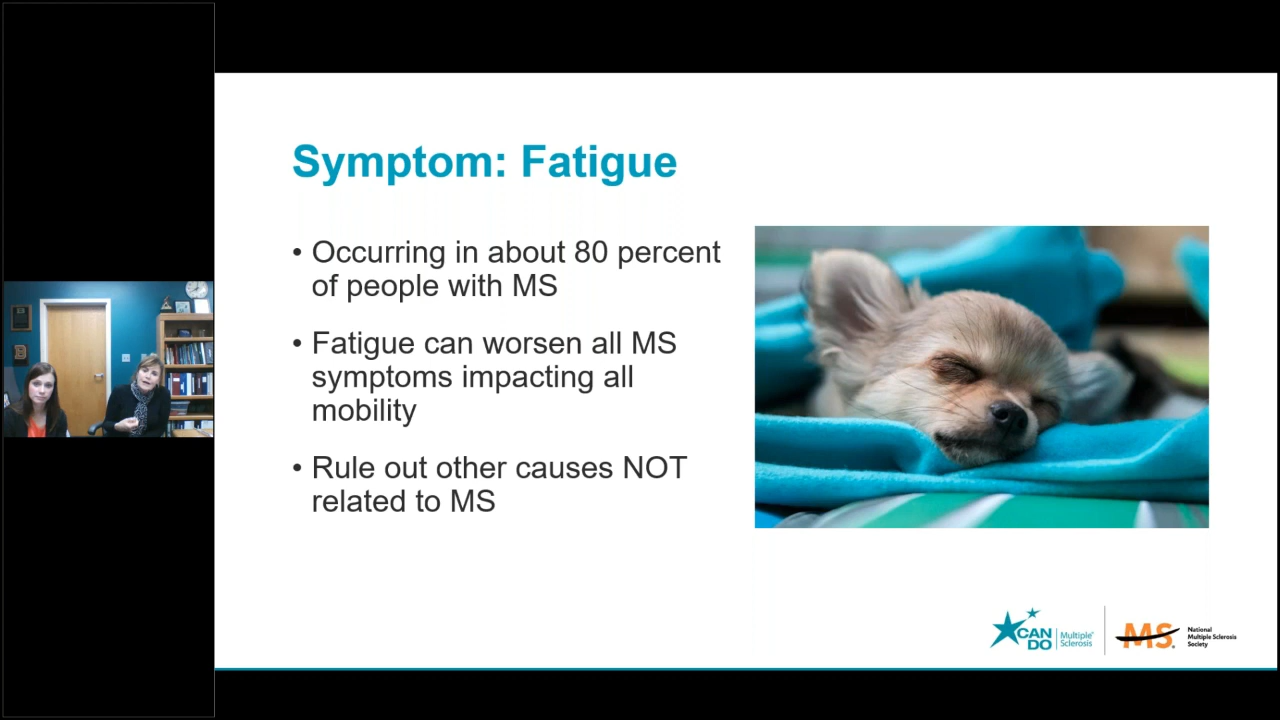 Symptom: Fatigue
• Occurring in about 80 percent
of people with MS
• Fatigue can worsen all MS
symptoms impacting all
mobility
• Rule out other causes NOT
related to MS
CAN
DO
Multiple
Sclerosis
MS
National
Multiple Sclerosis
Society